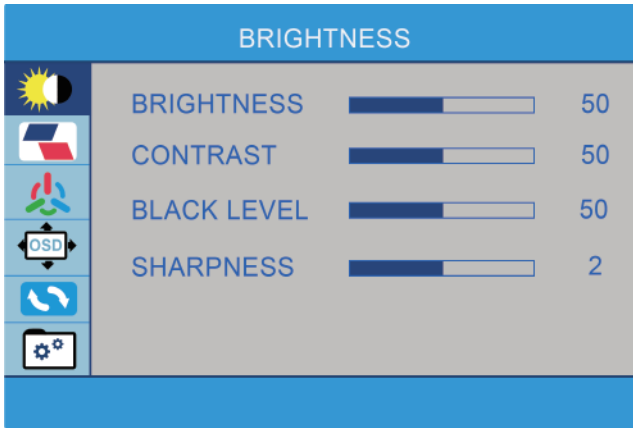 BRIGHTNESS
BRIGHTNESS 50
CONTRAST 50
BLACK LEVEL 50
OSD
SHARPNESS 2